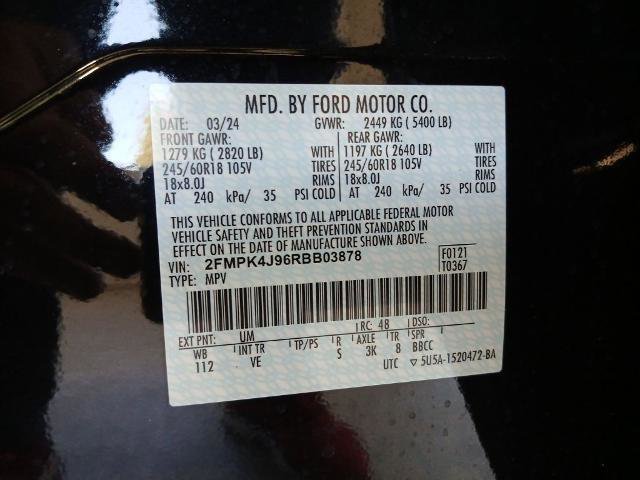 MFD. BY FORD MOTOR CO.
DATE: 03/24 GVWR: 2449 KG ( 5400 LB)
FRONT GAWR: REAR GAWR:
1279 KG ( 2820 LB) WITH 1197 KG ( 2640 LB) WITH
245/60R18 105V TIRES 245/60R18 105V TIRES
18x8.0J RIMS 18x8.0J RIMS
AT 240 kPa/ 35 PSI COLD AT 240 kPa/ 35 PSI COLD
THIS VEHICLE CONFORMS TO ALL APPLICABLE FEDERAL MOTOR
VEHICLE SAFETY AND THEFT PREVENTION STANDARDS IN EFFECT
ON THE DATE OF MANUFACTURE SHOWN ABOVE.
VIN: 2FMPK4J96RBB03878 F0121
TYPE: MPV T0367
EXT PNT: UM RC: 48 DSO:
WB INT TR TP/PS R AXLE TR SPR
112 VE S 3K 8 BBCC
UTC ▽5U5A-1520472-BA